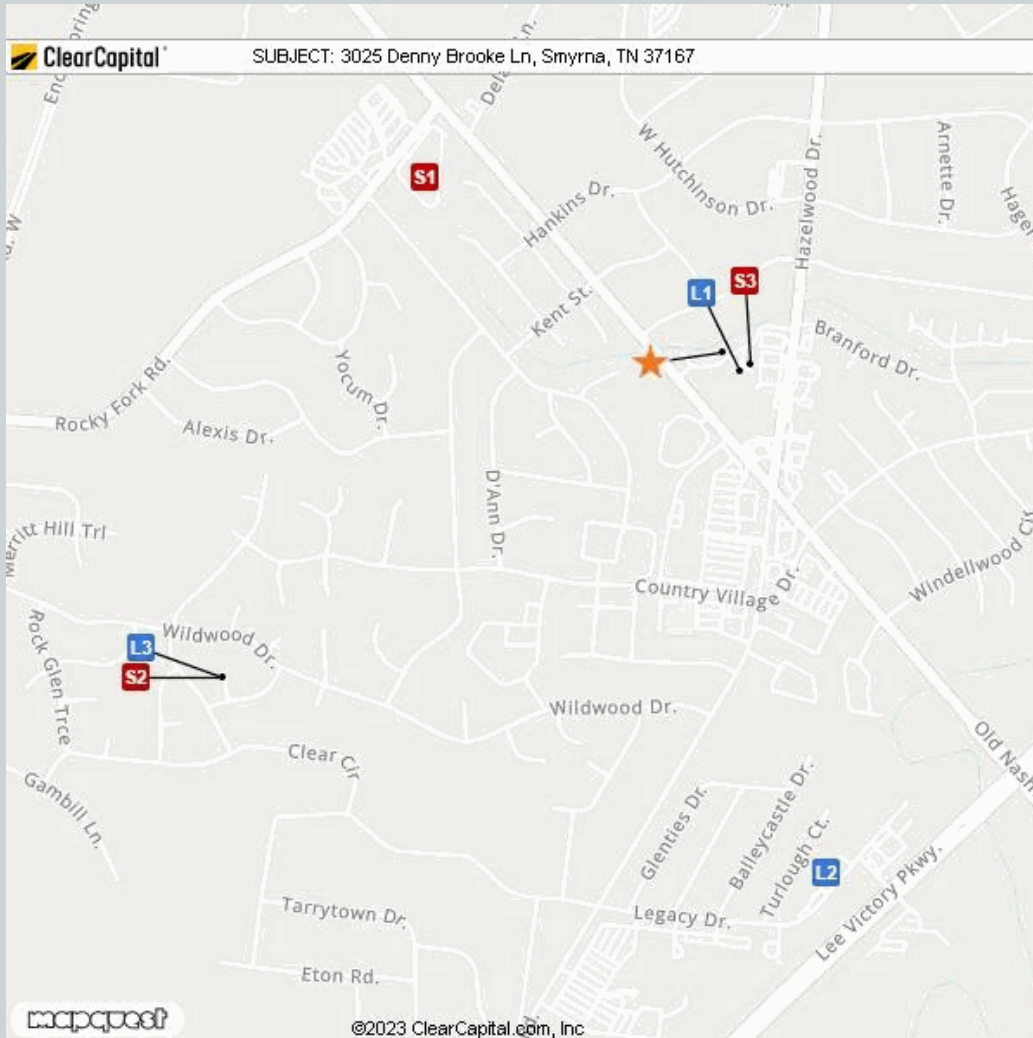 ClearCapital
SUBJECT: 3025 Denny Brooke Ln, Smyrna, TN 37167
S1
W Hutchinson Dr.
Hazelwood Dr.
Arnette Dr.
Hankins Dr.
L1
S3
Kent St.
Branford Dr.
Rocky Fork Rd.
Yocum Dr.
Alexis Dr.
D'Ann Dr.
Merritt Hill Trl
Country Village Dr.
Rock Glen Trce
L3
S2
Wildwood Dr.
Wildwood Dr.
Clear Cir
Gambill Ln.
Glenties Dr.
Balleycastle Dr.
Turlough Ct.
L2
Legacy Dr.
Lee Victory Pkwy.
Tarrytown Dr.
Eton Rd.
mapquest
©2023 ClearCapital.com, Inc